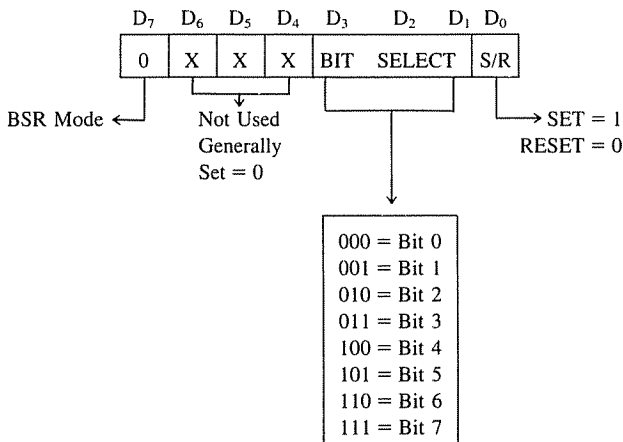 D₇ D₆ D₅ D₄ D₃ D₂ D₁ D₀
0 X X X BIT SELECT S/R
BSR Mode
Not Used
Generally
Set = 0
SET = 1
RESET = 0
000 = Bit 0
001 = Bit 1
010 = Bit 2
011 = Bit 3
100 = Bit 4
101 = Bit 5
110 = Bit 6
111 = Bit 7